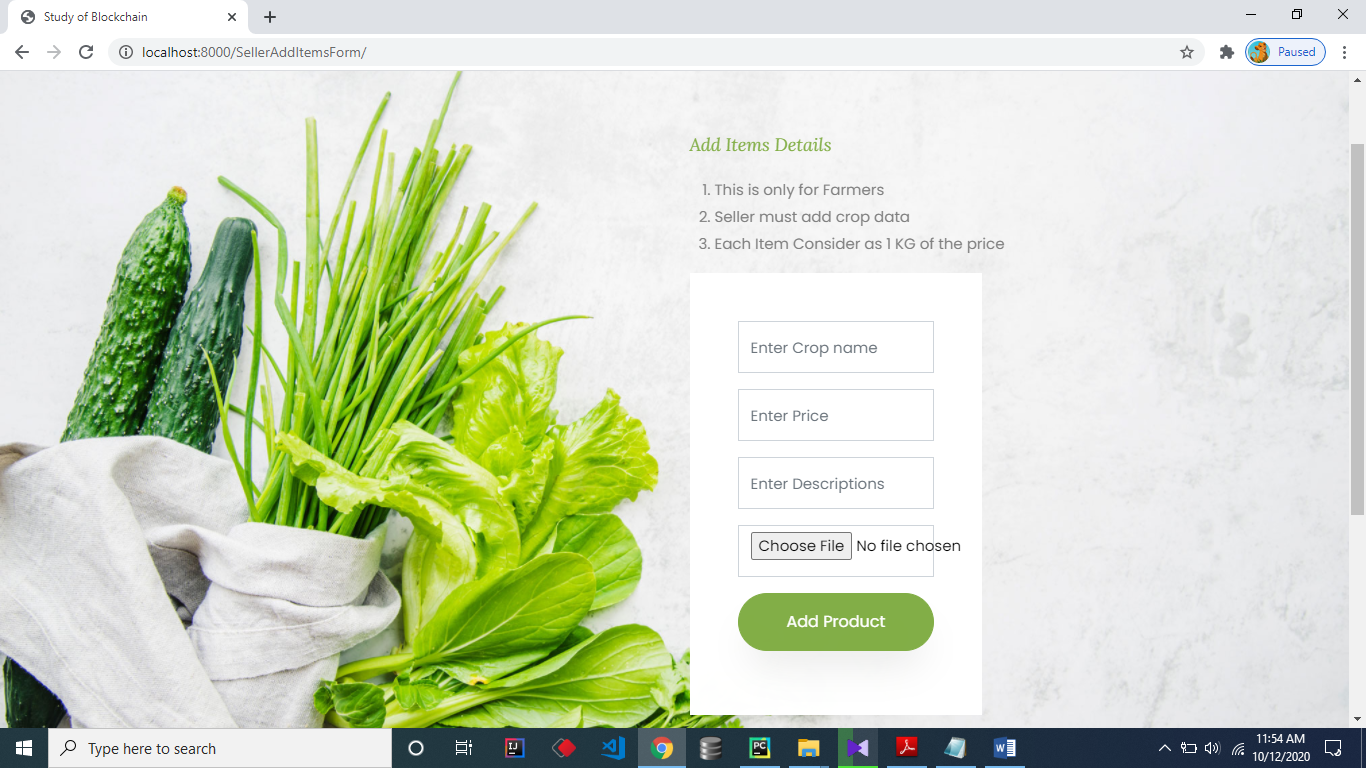 Study of Blockchain
localhost:8000/SellerAddItemsForm/
Paused
Add Items Details
1. This is only for Farmers
2. Seller must add crop data
3. Each Item Consider as 1 KG of the price
Enter Crop name
Enter Price
Enter Descriptions
Choose File No file chosen
Add Product
Type here to search
IJ
PC
W
11:54 AM
10/12/2020